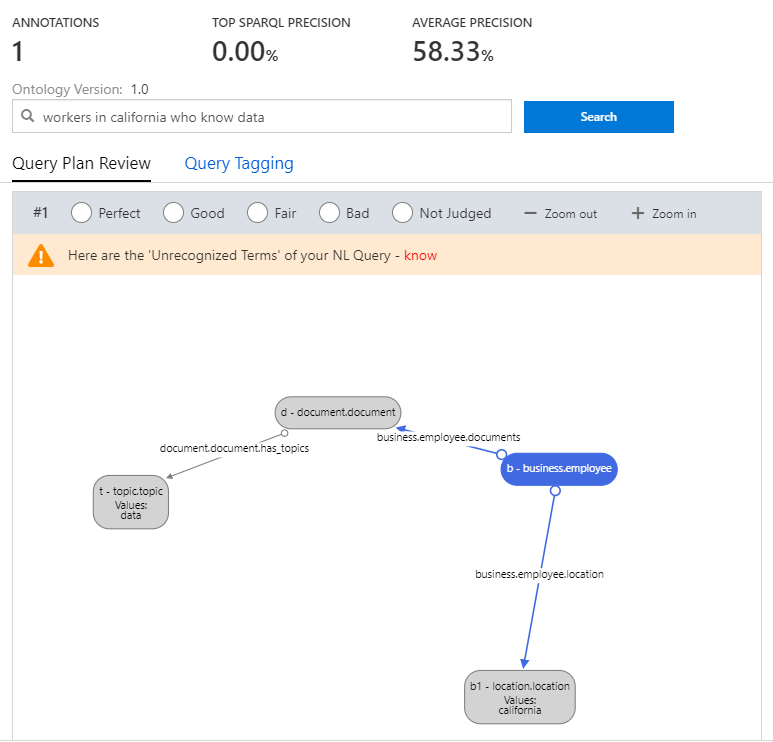 ANNOTATIONS TOP SPARQL PRECISION AVERAGE PRECISION
1 0.00% 58.33%
Ontology Version: 1.0
workers in california who know data Search
Query Plan Review Query Tagging
#1 Perfect Good Fair Bad Not Judged Zoom out Zoom in
Here are the 'Unrecognized Terms' of your NL Query - know
d - document.document
business.employee.documents
document.document.has_topics
b - business.employee
t - topic.topic
Values:
data
business.employee.location
b1 - location.location
Values:
california